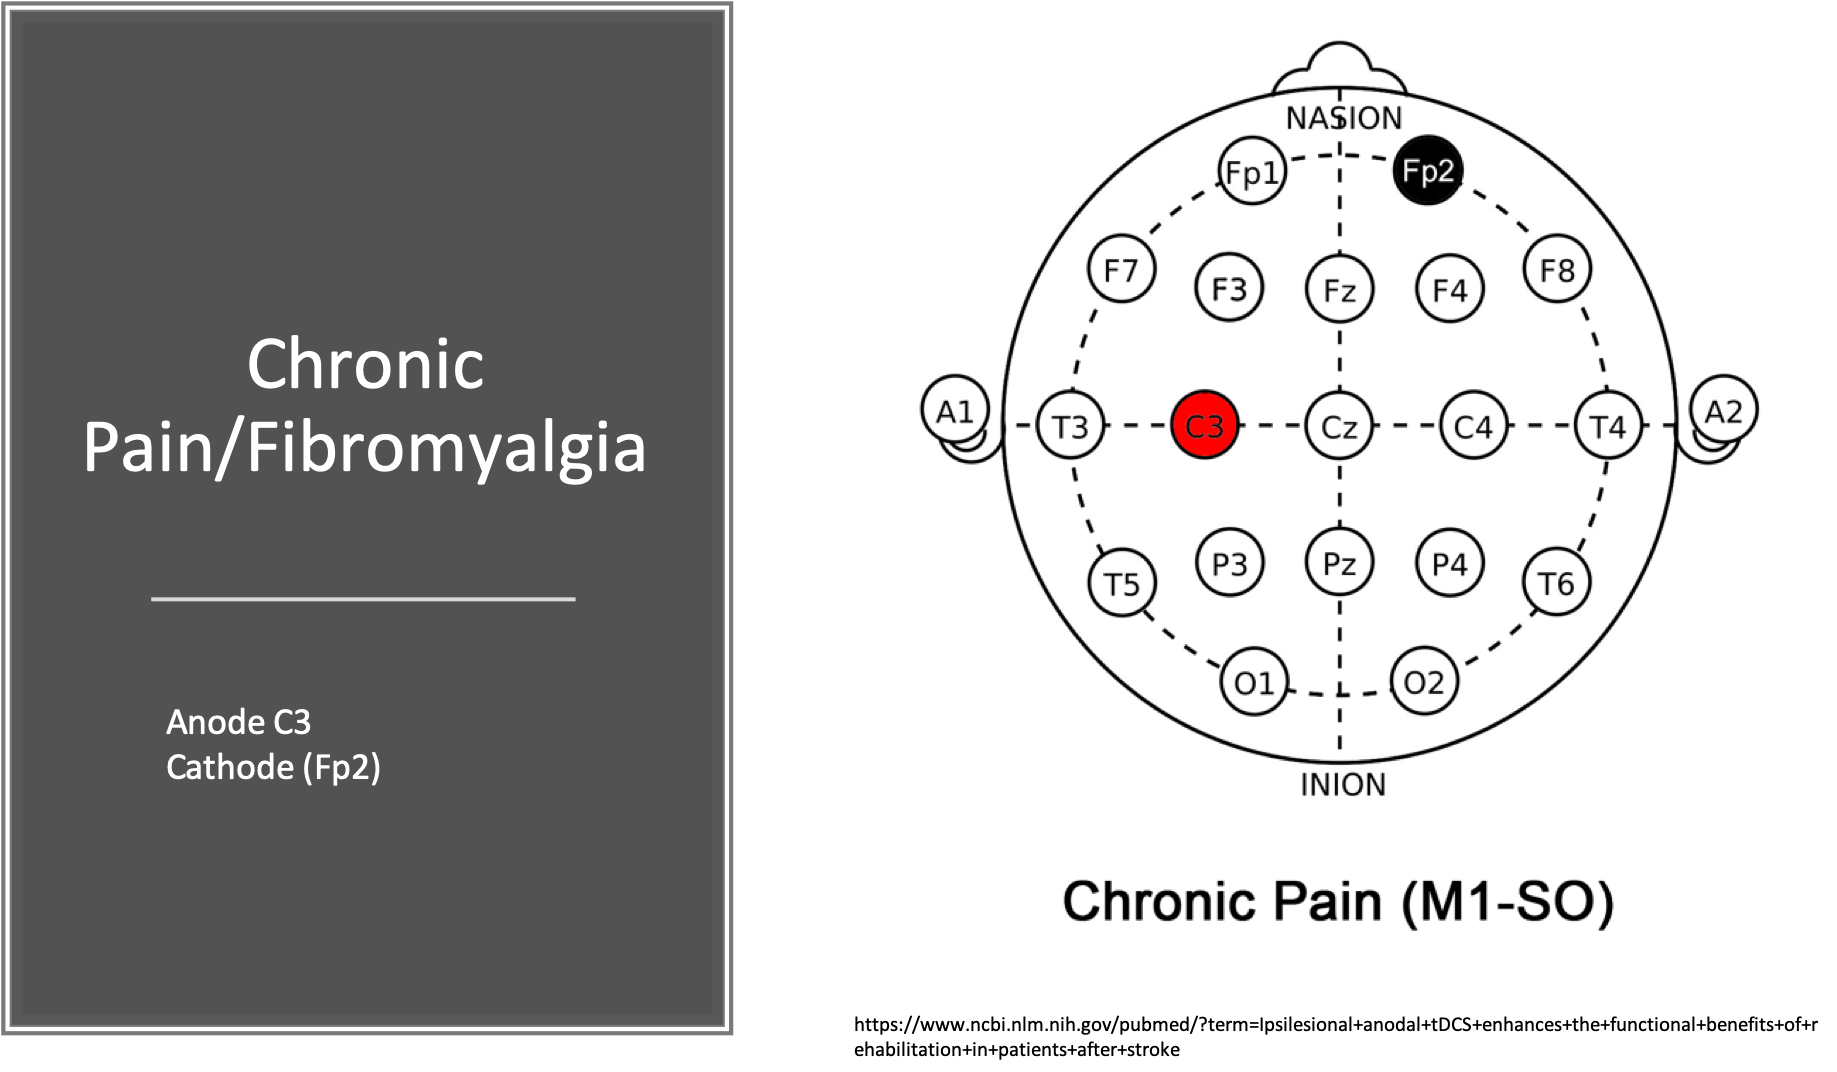 Chronic
Pain/Fibromyalgia
Anode C3
Cathode (Fp2)
NASION
Fp1 Fp2
F7 F3 Fz F4 F8
A1 T3 C3 Cz C4 T4 A2
T5 P3 Pz P4 T6
O1 O2
INION
Chronic Pain (M1-SO)
https://www.ncbi.nlm.nih.gov/pubmed/?term=Ipsilesional+anodal+tDCS+enhances+the+functional+benefits+of+r
ehabilitation+in+patients+after+stroke